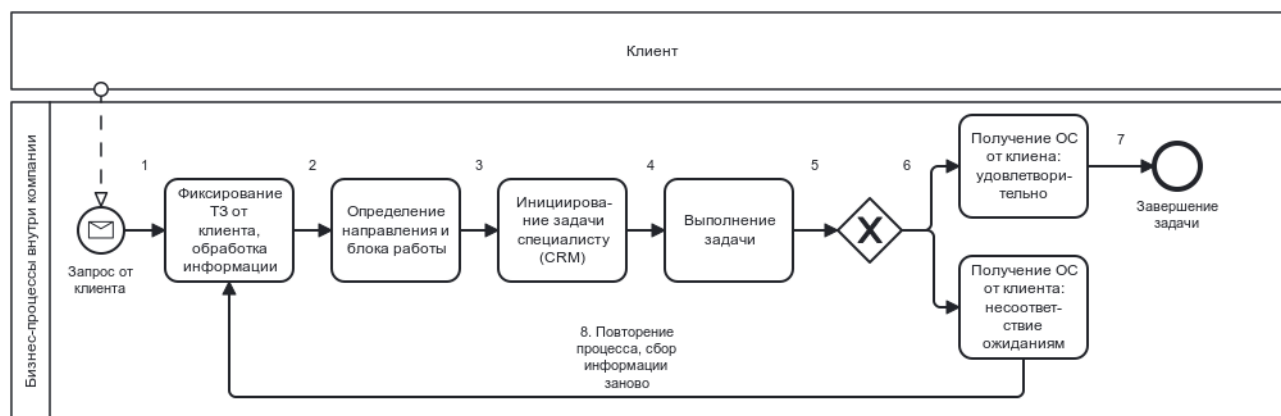 Клиент
Бизнес-процессы внутри компании
Запрос от
клиента
1
Фиксирование
ТЗ от
клиента,
обработка
информации
2
Определение
направления и
блока работы
3
Инициирова-
ние задачи
специалисту
(CRM)
4
Выполнение
задачи
5
X
6
Получение ОС
от клиена:
удовлетвори-
тельно
7
Завершение
задачи
Получение ОС
от клиента:
несоответ-
ствие
ожиданиям
8. Повторение
процесса, сбор
информации
заново